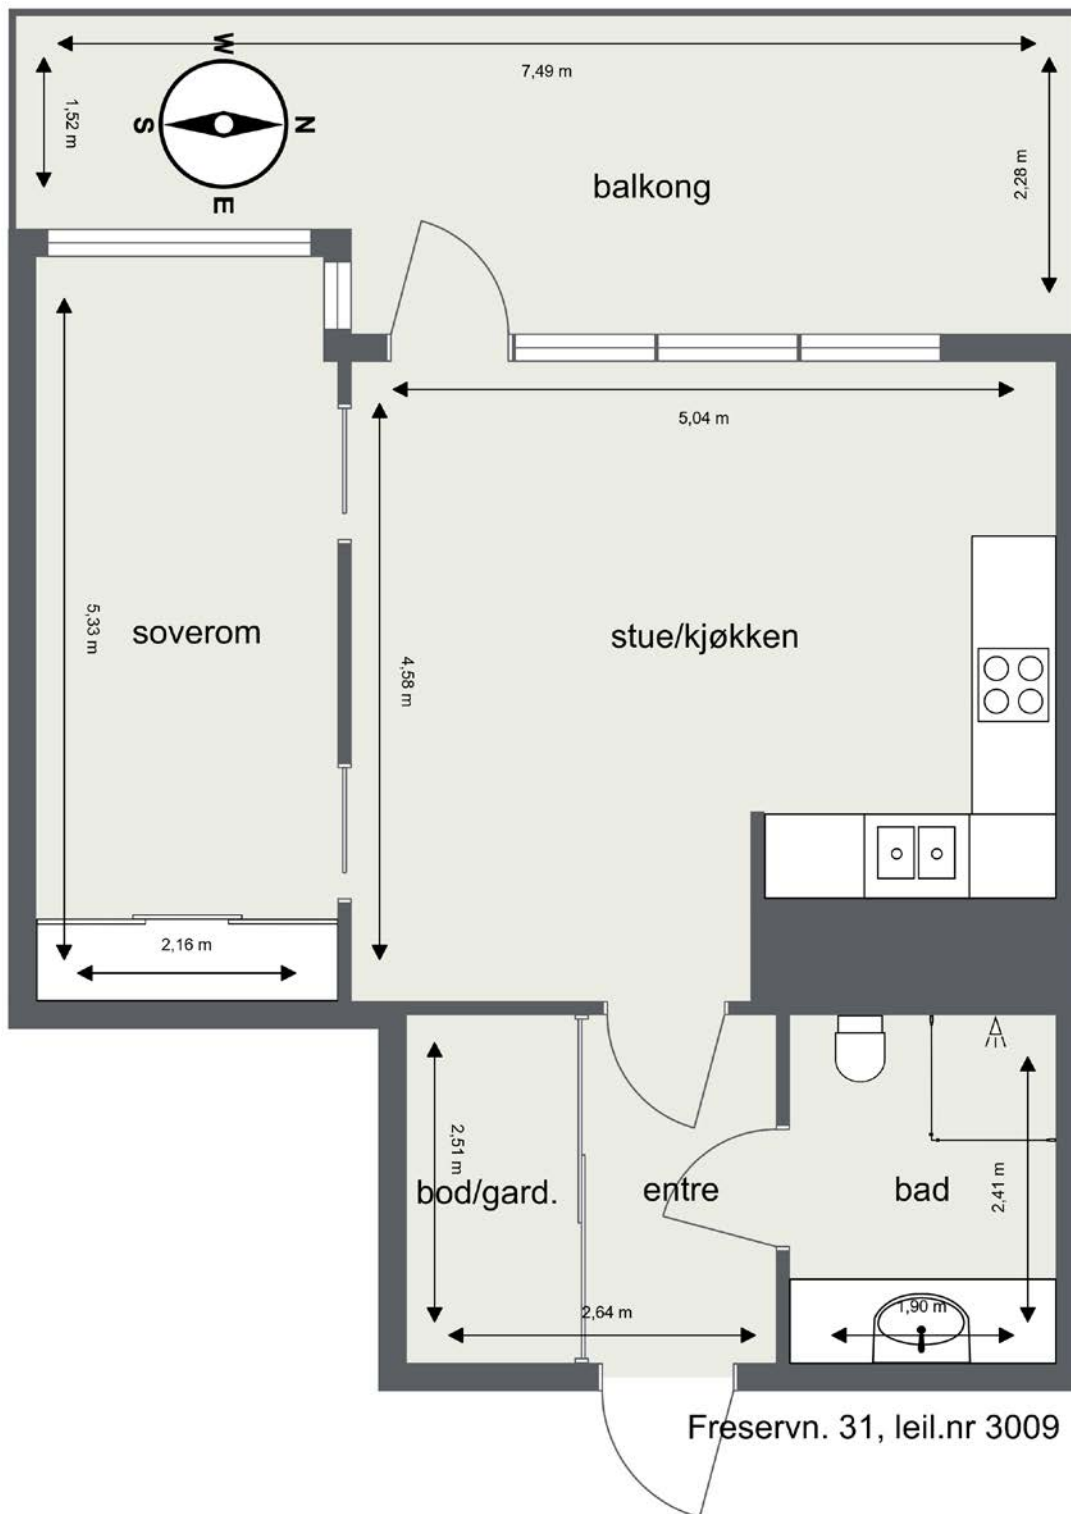 W
7,49 m
1,52 m
S
N
2,28 m
E
balkong
5,04 m
5,33 m
soverom
stue/kjøkken
4,58 m
2,16 m
2,51 m
bod/gard.
entre
bad
2,41 m
2,64 m
1,90 m
Freservn. 31, leil.nr 3009